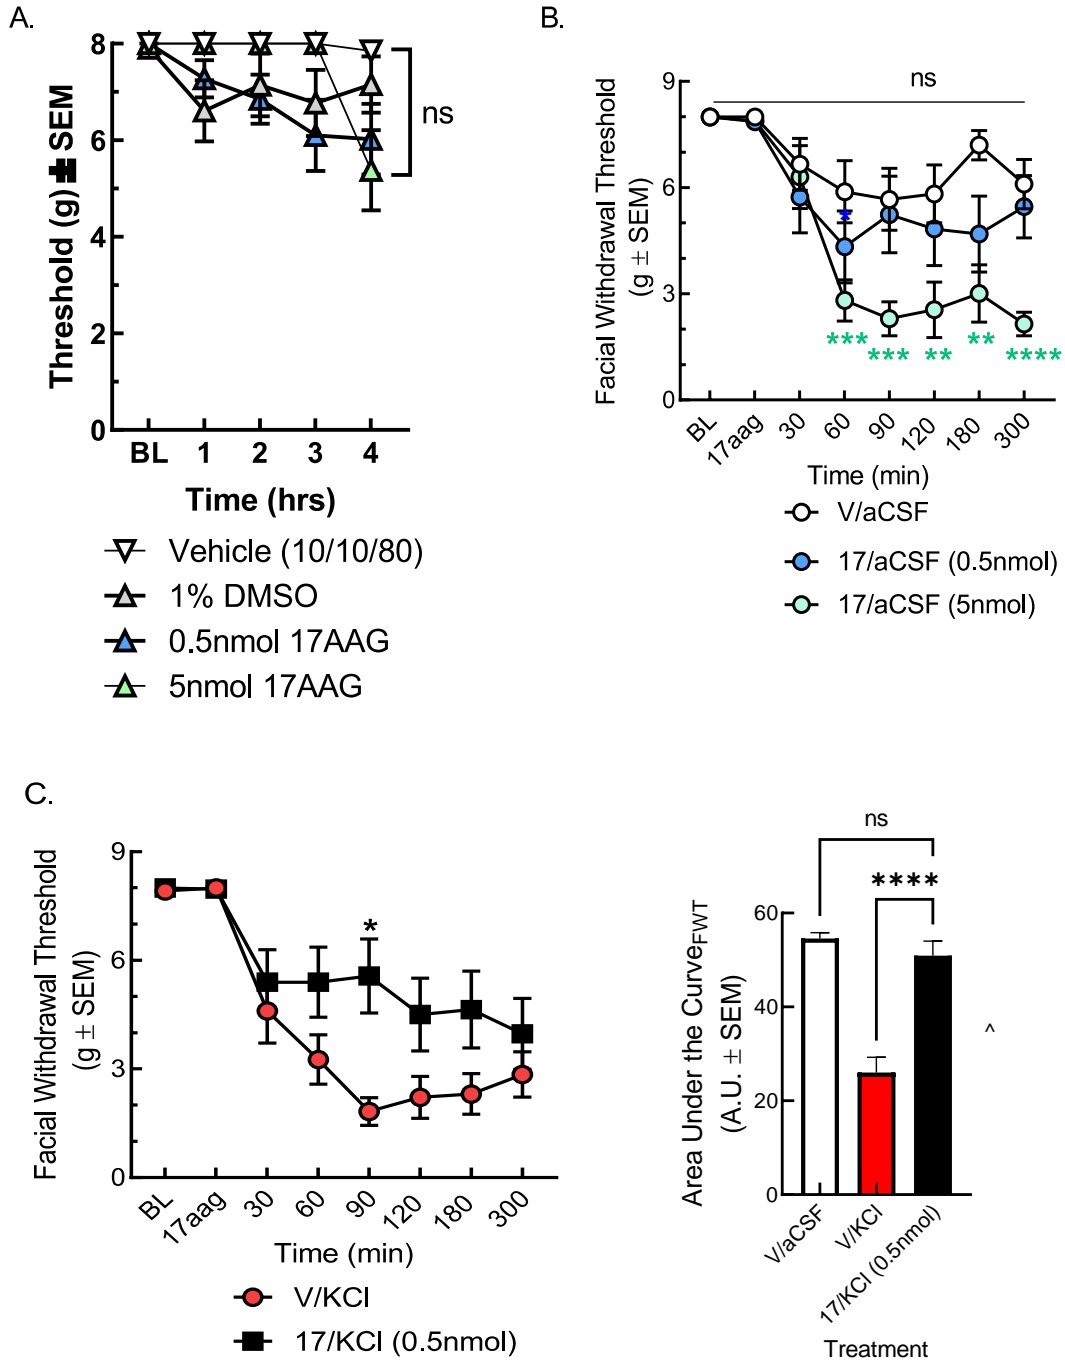 A.
8
6
4
2
0
Threshold (g) ± SEM
BL 1 2 3 4
Time (hrs)
ns
Vehicle (10/10/80)
1% DMSO
0.5nmol 17AAG
5nmol 17AAG
B.
ns
9
6
3
0
Facial Withdrawal Threshold
(g ± SEM)
*
***
***
**
**
****
BL 17aag 30 60 90 120 180 300
Time (min)
V/aCSF
17/aCSF (0.5nmol)
17/aCSF (5nmol)
C.
9
6
3
0
Facial Withdrawal Threshold
(g ± SEM)
*
BL 17aag 30 60 90 120 180 300
Time (min)
V/KCl
17/KCl (0.5nmol)
ns
****
60
40
20
0
Area Under the CurveFWT
(A.U. ± SEM)
^
V/aCSF
V/KCl
17/KCl (0.5nmol)
Treatment